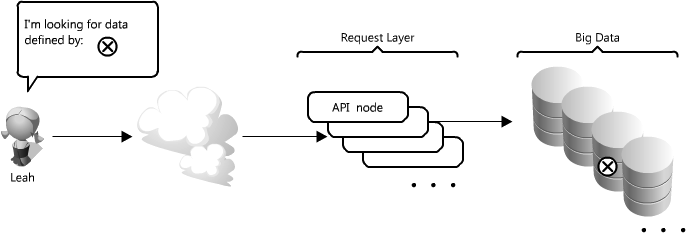 I'm looking for data
defined by:
Request Layer
Big Data
API node
Leah
. . .
. . .